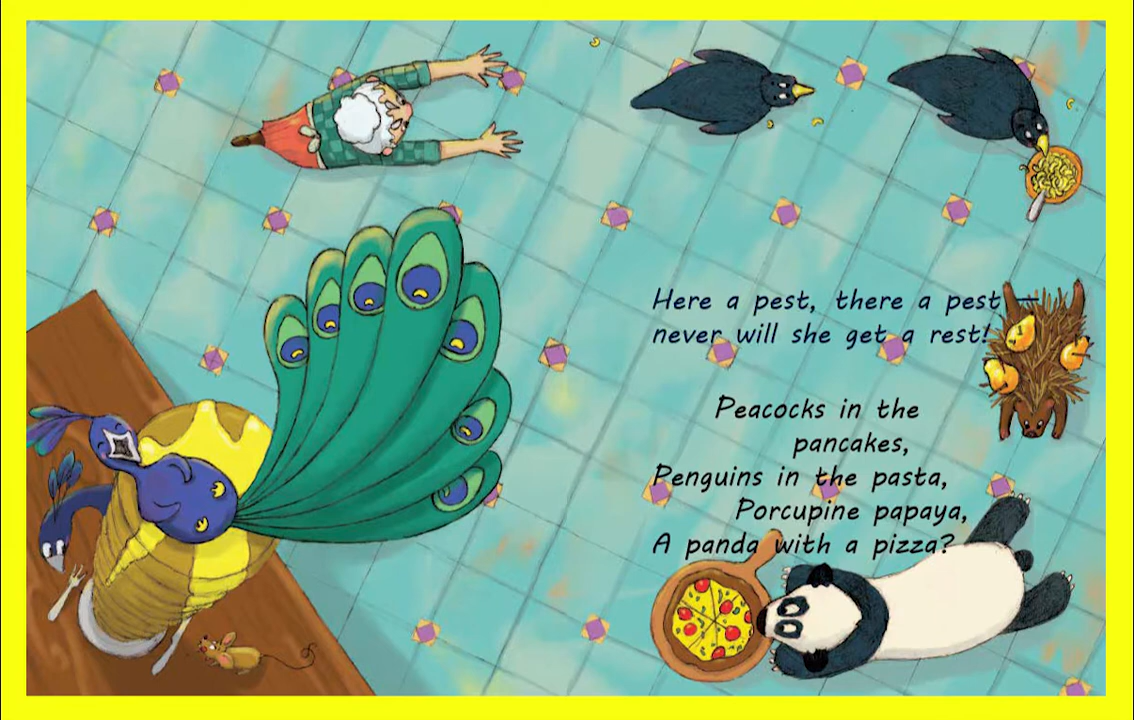 Here a pest, there a pest —
never will she get a rest!
Peacocks in the
pancakes,
Penguins in the pasta,
Porcupine papaya,
A panda with a pizza?